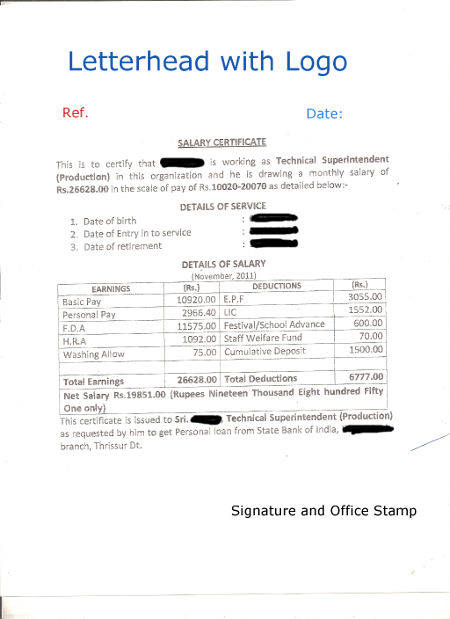 Letterhead with Logo
Ref. Date:
SALARY CERTIFICATE
This is to certify that is working as Technical Superintendent
(Production) in this organization and he is drawing a monthly salary of
Rs.26628.00 in the scale of pay of Rs.10020-20070 as detailed below:-
DETAILS OF SERVICE
1. Date of birth :
2. Date of Entry in to service :
3. Date of retirement :
DETAILS OF SALARY
(November, 2011)
EARNINGS (Rs.) DEDUCTIONS (Rs.)
Basic Pay 10920.00 E.P.F 3055.00
Personal Pay 2966.40 LIC 1552.00
F.D.A 11575.00 Festival/School Advance 600.00
H.R.A 1092.00 Staff Welfare Fund 70.00
Washing Allow 75.00 Cumulative Deposit 1500.00
Total Earnings 26628.00 Total Deductions 6777.00
Net Salary Rs.19851.00 (Rupees Nineteen Thousand Eight hundred Fifty
One only)
This certificate is issued to Sri. Technical Superintendent (Production)
as requested by him to get Personal loan from State Bank of India,
branch, Thrissur Dt.
Signature and Office Stamp